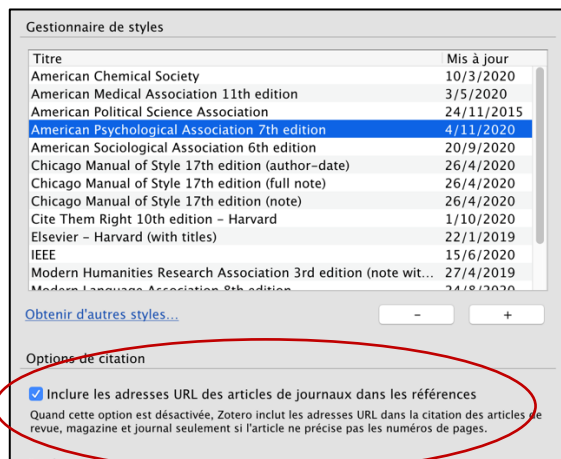 Gestionnaire de styles
Titre Mis à jour
American Chemical Society 10/3/2020
American Medical Association 11th edition 3/5/2020
American Political Science Association 24/11/2015
American Psychological Association 7th edition 4/11/2020
American Sociological Association 6th edition 20/9/2020
Chicago Manual of Style 17th edition (author-date) 26/4/2020
Chicago Manual of Style 17th edition (full note) 26/4/2020
Chicago Manual of Style 17th edition (note) 26/4/2020
Cite Them Right 10th edition - Harvard 1/10/2020
Elsevier - Harvard (with titles) 22/1/2019
IEEE 15/6/2020
Modern Humanities Research Association 3rd edition (note wit... 27/4/2019
Modern Language Association 8th edition 24/8/2020
Obtenir d'autres styles... - +
Options de citation
Inclure les adresses URL des articles de journaux dans les références
Quand cette option est désactivée, Zotero inclut les adresses URL dans la citation des articles de
revue, magazine et journal seulement si l'article ne précise pas les numéros de pages.